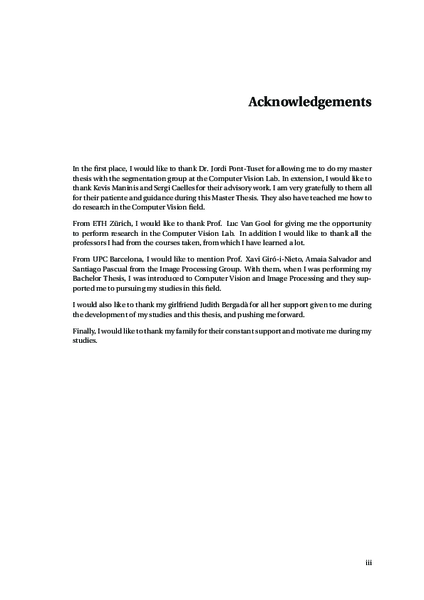 Acknowledgements
In the first place, I would like to thank Dr. Jordi Pont-Tuset for allowing me to do my master
thesis with the segmentation group at the Computer Vision Lab. In extension, I would like to
thank Kevis Maninis and Sergi Caelles for their advisory work. I am very gratefully to them all
for their patiente and guidance during this Master Thesis. They also have teached me how to
do research in the Computer Vision field.
From ETH Zürich, I would like to thank Prof. Luc Van Gool for giving me the opportunity
to perform research in the Computer Vision Lab. In addition I would like to thank all the
professors I had from the courses taken, from which I have learned a lot.
From UPC Barcelona, I would like to mention Prof. Xavi Giró-i-Nieto, Amaia Salvador and
Santiago Pascual from the Image Processing Group. With them, when I was performing my
Bachelor Thesis, I was introduced to Computer Vision and Image Processing and they sup-
ported me to pursuing my studies in this field.
I would also like to thank my girlfriend Judith Bergadà for all her support given to me during
the development of my studies and this thesis, and pushing me forward.
Finally, I would like to thank my family for their constant support and motivate me during my
studies.
iii